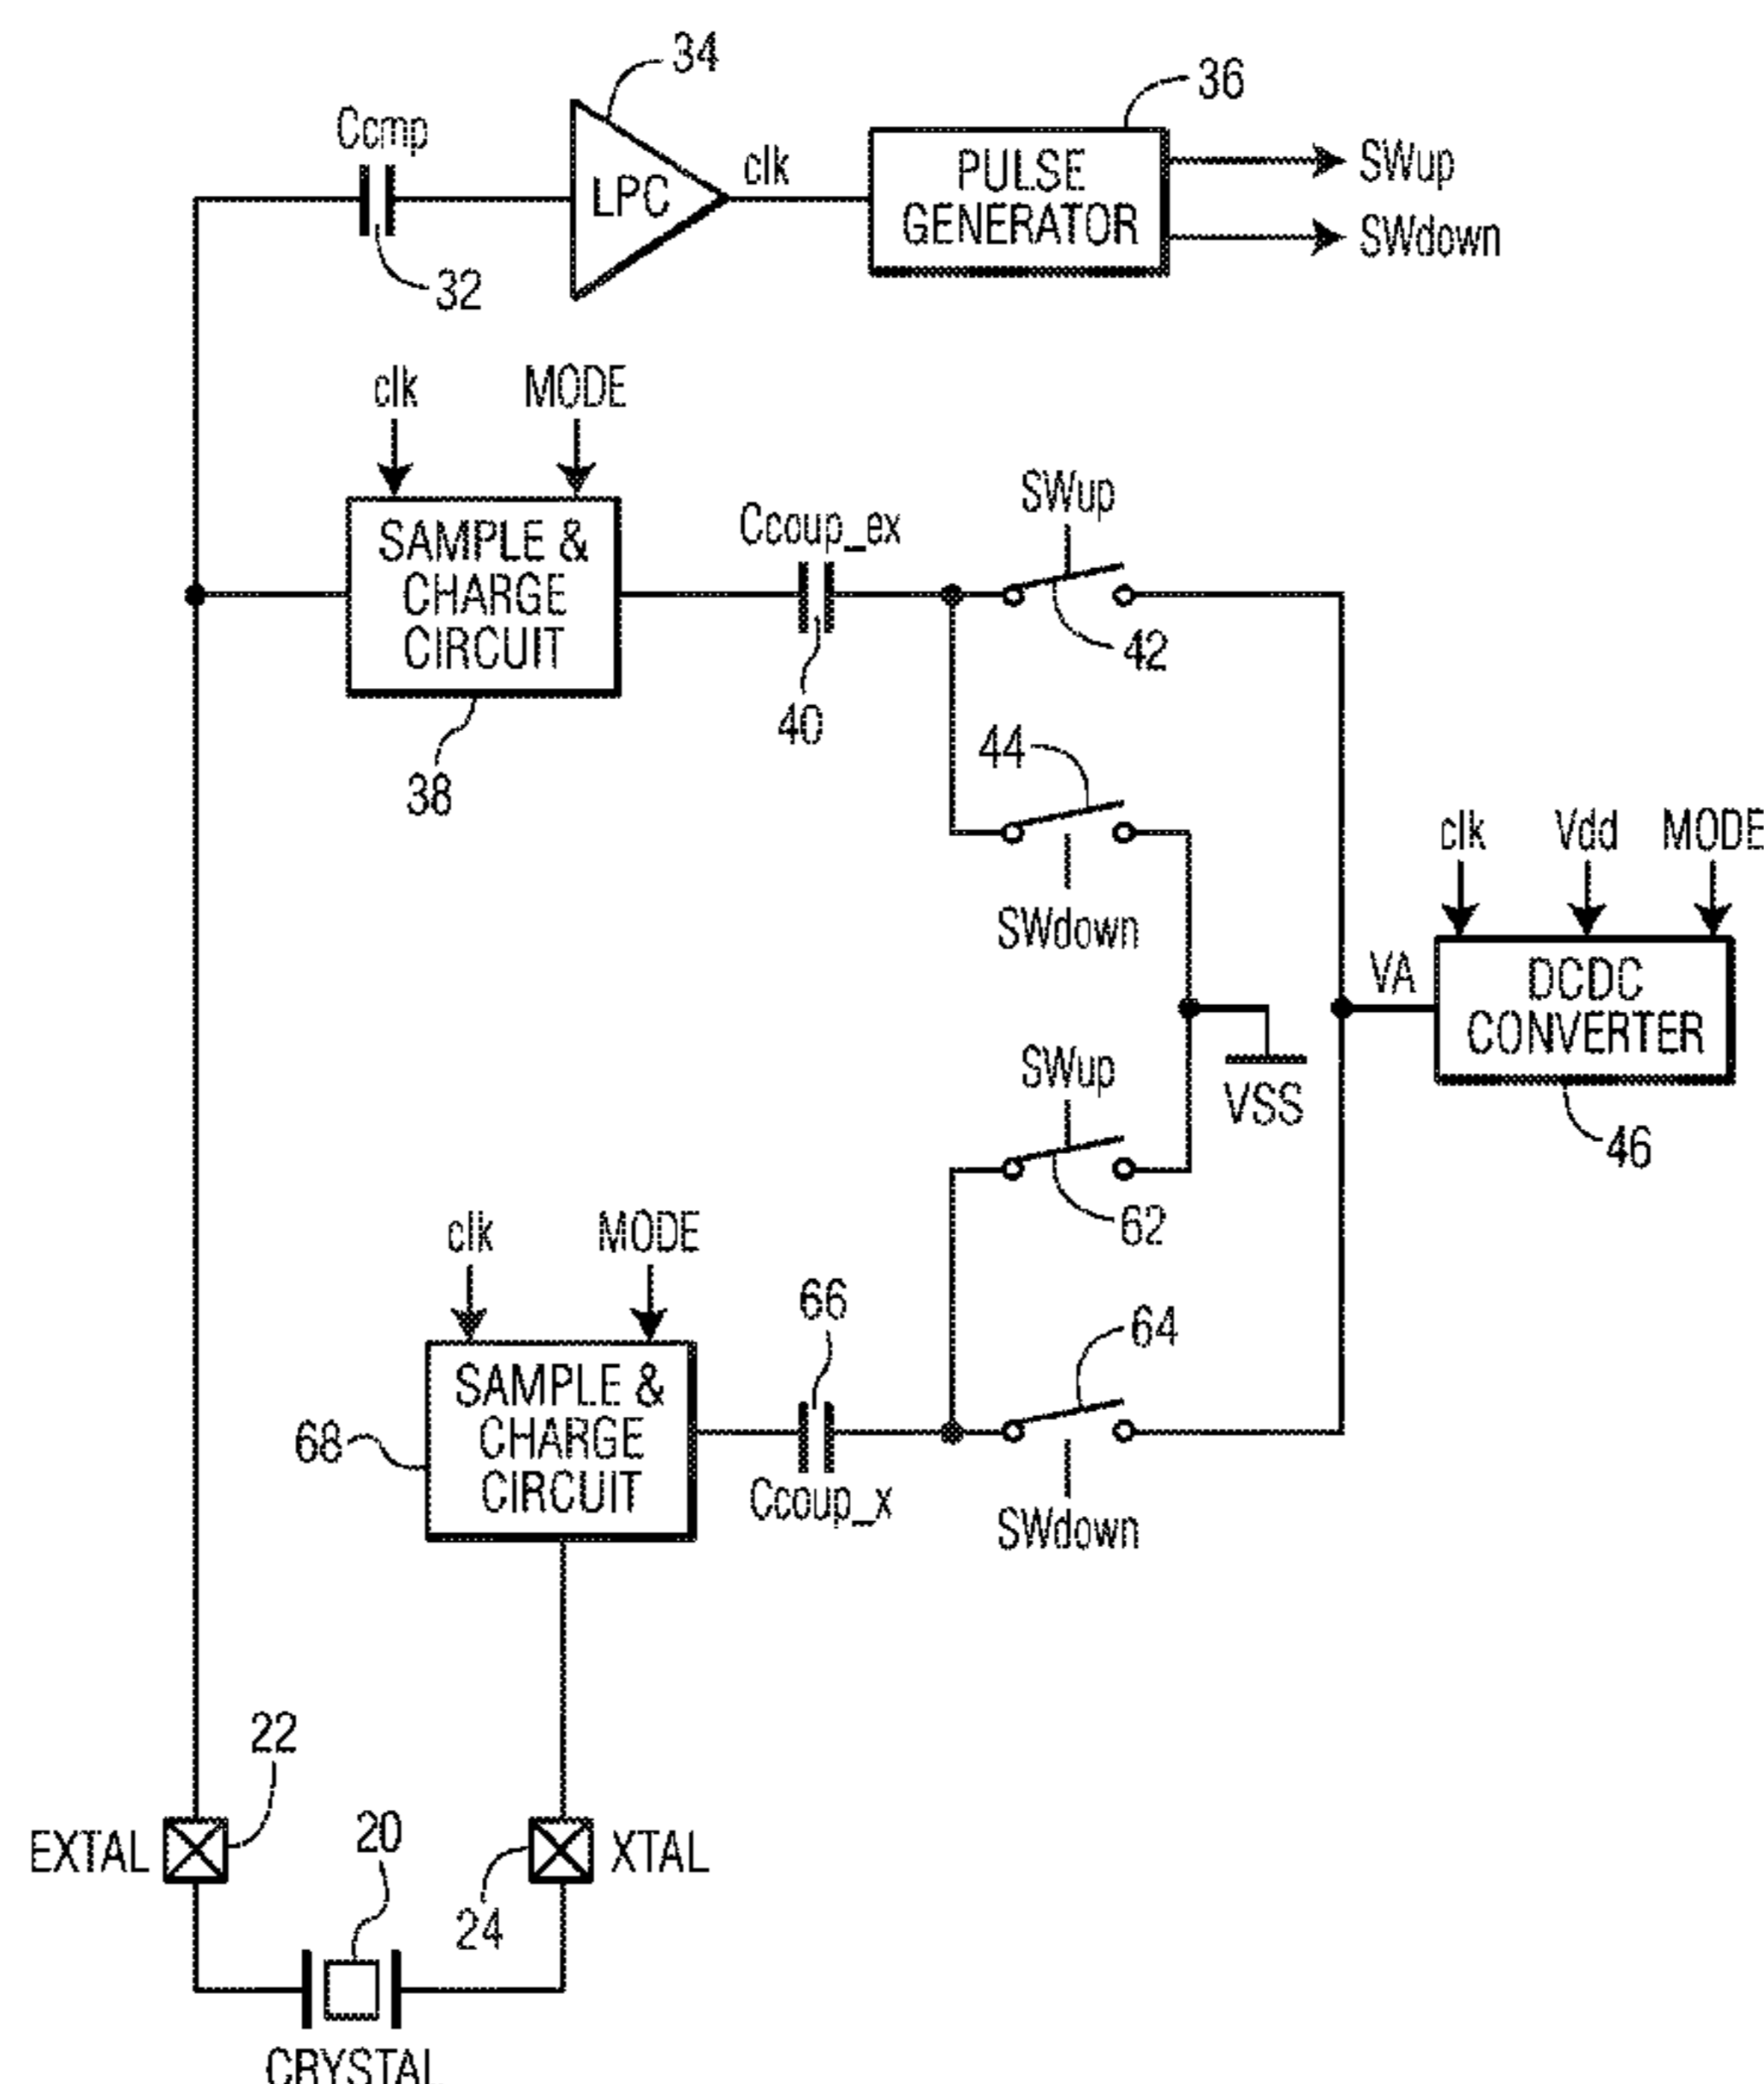 34
36
Ccmp
LPC
clk
PULSE
GENERATOR
SWup
SWdown
32
clk
MODE
SAMPLE &
CHARGE
CIRCUIT
38
Ccoup_ex
40
SWup
42
44
SWdown
clk
Vdd
MODE
VA
DCDC
CONVERTER
46
VSS
SWup
62
clk
MODE
66
64
68
SAMPLE &
CHARGE
CIRCUIT
Ccoup_x
SWdown
22
20
EXTAL
XTAL
24
CRYSTAL